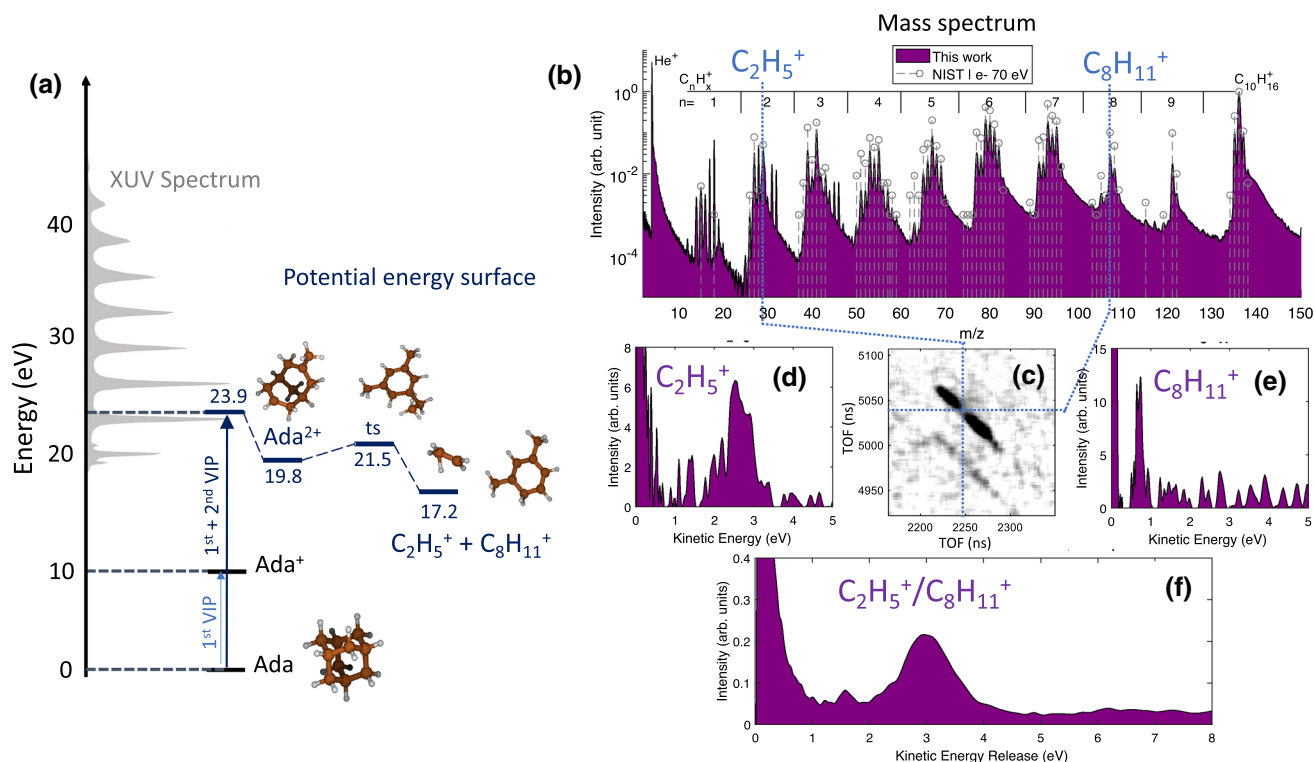 Mass spectrum
(a)
XUV Spectrum
Energy (eV)
40
30
20
10
0
Potential energy surface
23.9
Ada²⁺
19.8
ts
21.5
17.2
C₂H₅⁺ + C₈H₁₁⁺
1ˢᵗ + 2ⁿᵈ VIP
1ˢᵗ VIP
Ada⁺
Ada
(b)
C₂H₅⁺
C₈H₁₁⁺
This work
NIST | e- 70 eV
He⁺
CₙHₓ⁺
n= 1 2 3 4 5 6 7 8 9
C₁₀H₁₆⁺
Intensity (arb. unit)
10⁰
10⁻²
10⁻⁴
10 20 30 40 50 60 70 80 90 100 110 120 130 140 150
m/z
(d)
C₂H₅⁺
Intensity (arb. units)
8
6
4
2
0
0 1 2 3 4 5
Kinetic Energy (eV)
(c)
TOF (ns)
5100
5050
5000
4950
2200 2250 2300
TOF (ns)
(e)
C₈H₁₁⁺
Intensity (arb. units)
15
10
5
0
0 1 2 3 4 5
Kinetic Energy (eV)
(f)
C₂H₅⁺/C₈H₁₁⁺
Intensity (arb. units)
0.4
0.3
0.2
0.1
0
0 1 2 3 4 5 6 7 8
Kinetic Energy Release (eV)